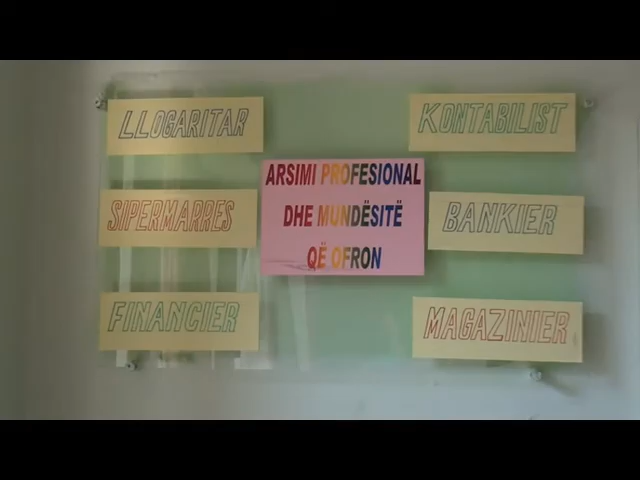 LLOGARITAR
SIPERMARRES
FINANCIER
ARSIMI PROFESIONAL
DHE MUNDËSITË
QË OFRON
KONTABILIST
BANKIER
MAGAZINIER